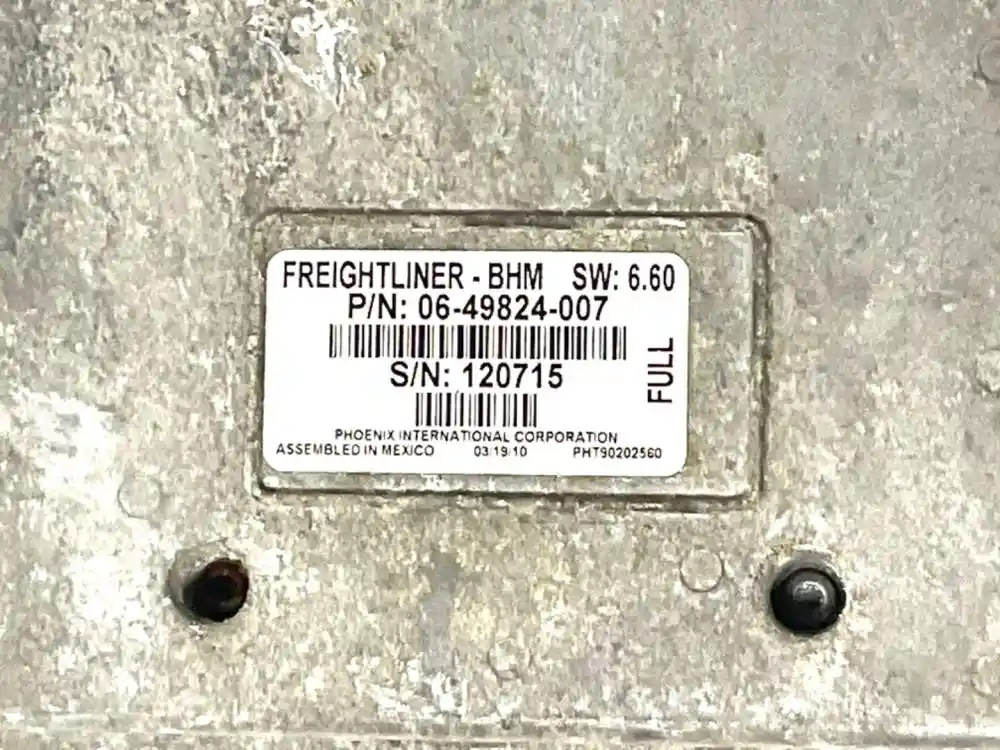 FREIGHTLINER - BHM SW: 6.60
P/N: 06-49824-007
S/N: 120715
FULL
PHOENIX INTERNATIONAL CORPORATION
ASSEMBLED IN MEXICO 03/19/10 PHT90202560